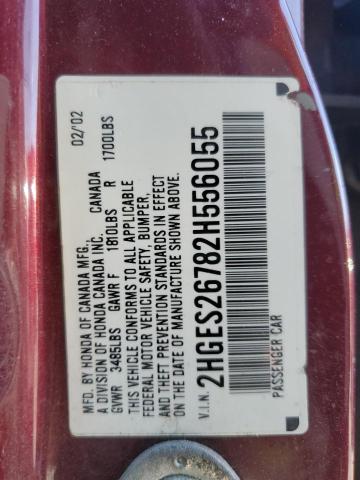 MFD. BY HONDA OF CANADA MFG. 02/'02
A DIVISION OF HONDA CANADA INC. CANADA
GVWR 3485LBS GAWR F 1810LBS R 1700LBS
THIS VEHICLE CONFORMS TO ALL APPLICABLE
FEDERAL MOTOR VEHICLE SAFETY, BUMPER,
AND THEFT PREVENTION STANDARDS IN EFFECT
ON THE DATE OF MANUFACTURE SHOWN ABOVE.
V.I.N. 2HGES26782H556055
PASSENGER CAR